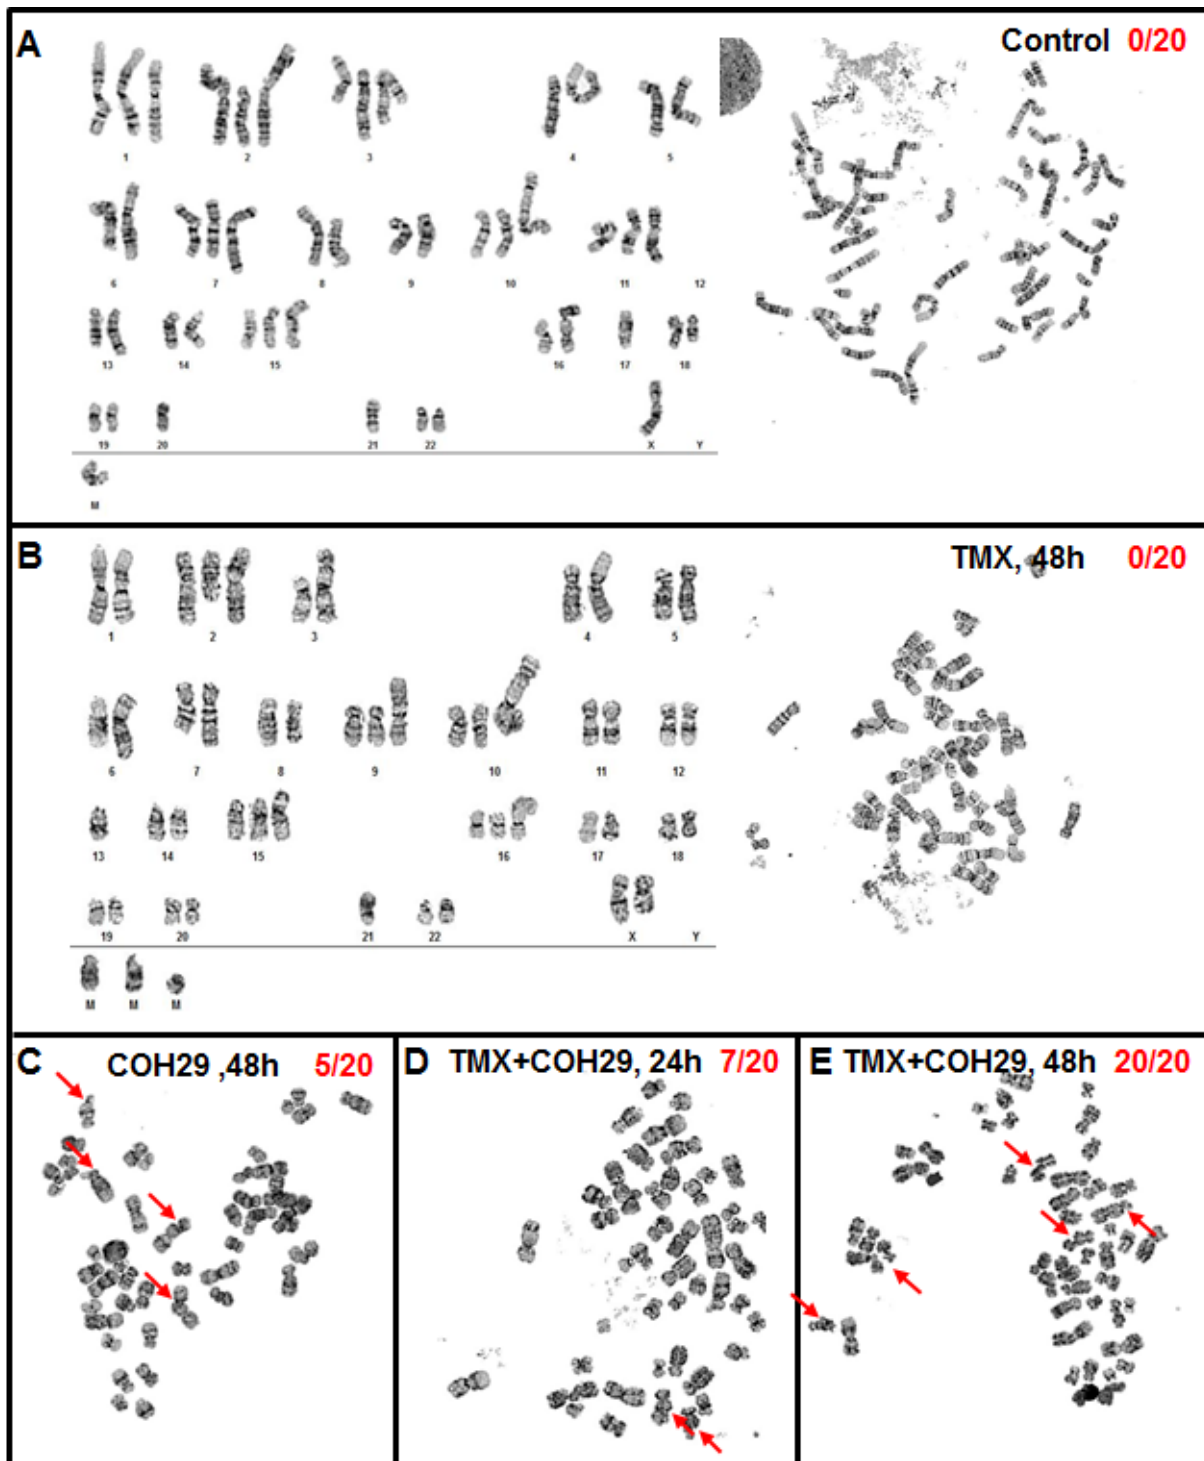 A
Control 0/20
1 2 3 4 5
6 7 8 9 10 11 12
13 14 15 16 17 18
19 20 21 22 X Y
M
B
TMX, 48h 0/20
1 2 3 4 5
6 7 8 9 10 11 12
13 14 15 16 17 18
19 20 21 22 X Y
M M M
C COH29 ,48h 5/20
D TMX+COH29, 24h 7/20
E TMX+COH29, 48h 20/20